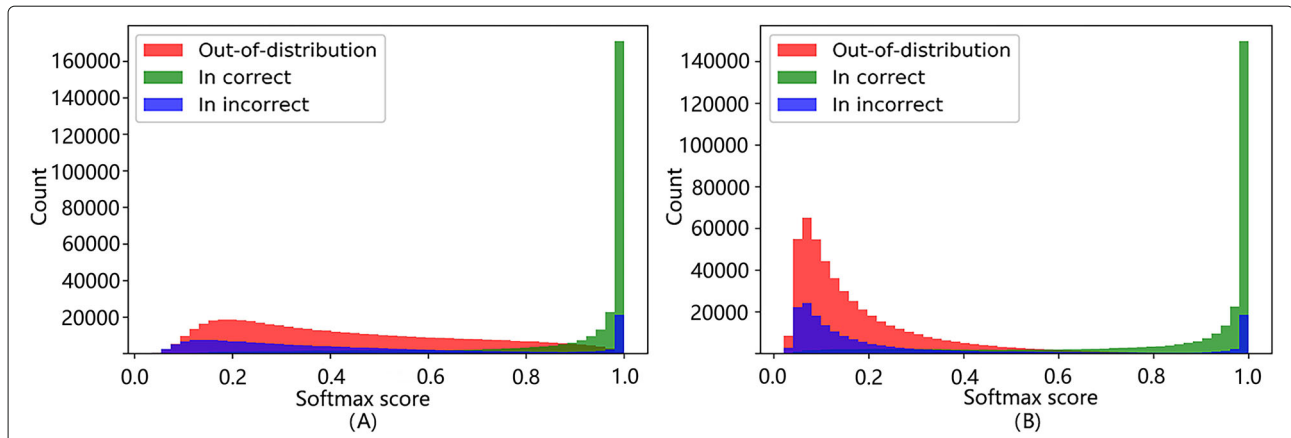 Out-of-distribution
In correct
In incorrect
160000
140000
120000
100000
80000
60000
40000
20000
Count
0.0 0.2 0.4 0.6 0.8 1.0
Softmax score
(A)
Out-of-distribution
In correct
In incorrect
140000
120000
100000
80000
60000
40000
20000
Count
0.0 0.2 0.4 0.6 0.8 1.0
Softmax score
(B)